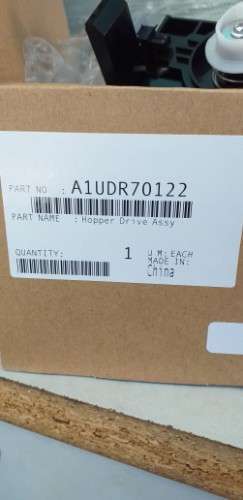 PART NO : A1UDR70122
PART NAME : Hopper Drive Assy
QUANTITY: 1 U.M: EACH
MADE IN:
China